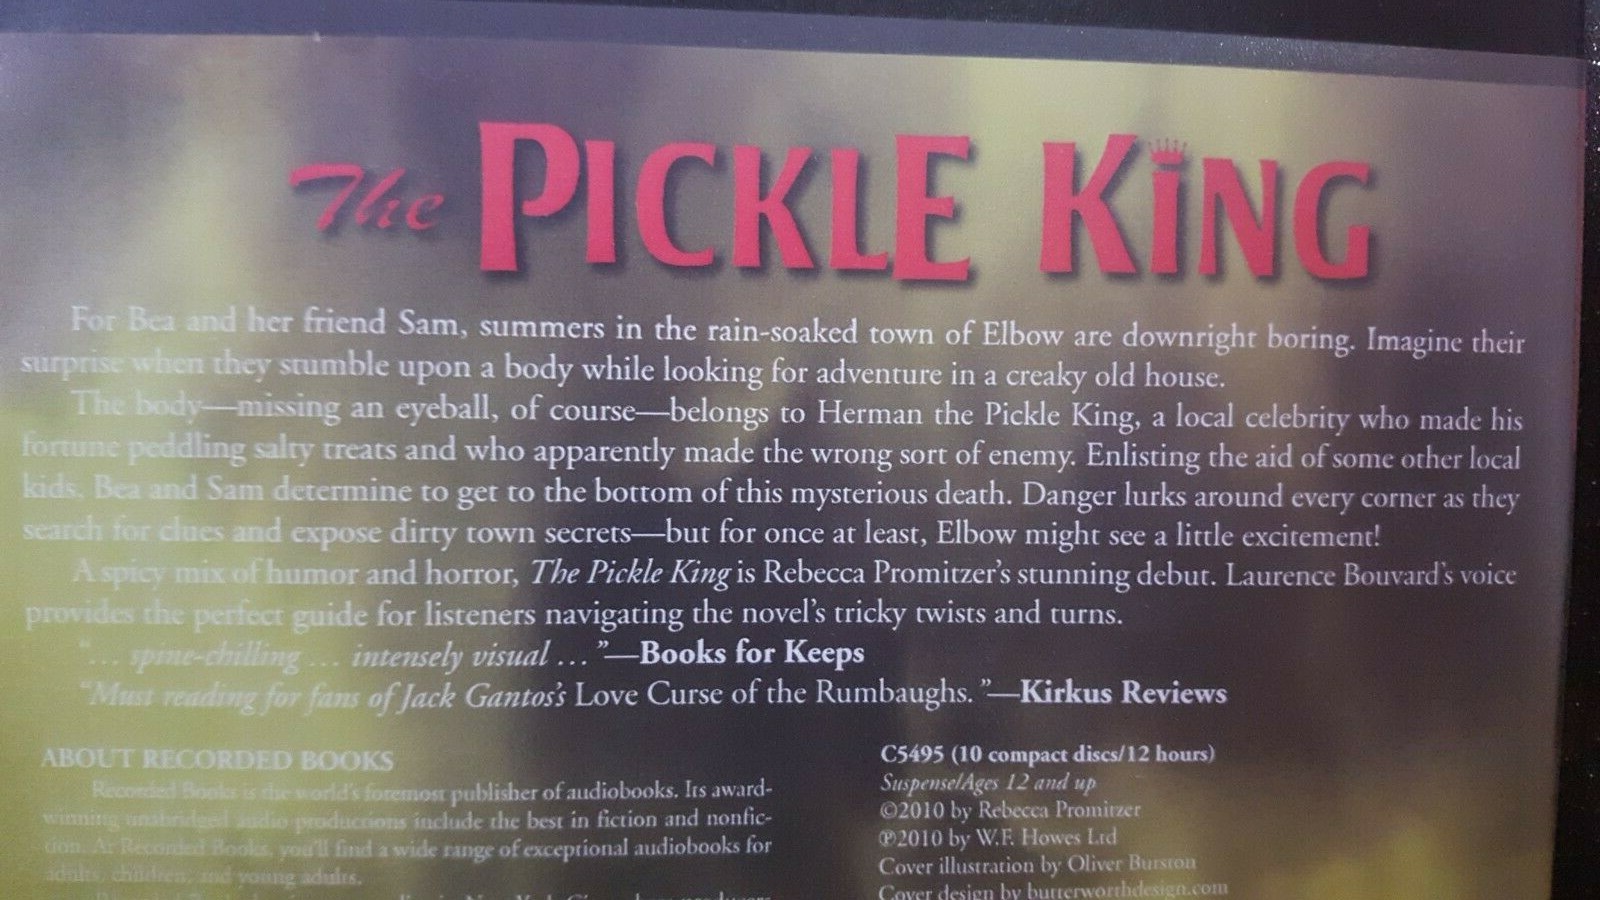 The PICKLE KiNG
For Bea and her friend Sam, summers in the rain-soaked town of Elbow are downright boring. Imagine their
surprise when they stumble upon a body while looking for adventure in a creaky old house.
The body—missing an eyeball, of course—belongs to Herman the Pickle King, a local celebrity who made his
fortune peddling salty treats and who apparently made the wrong sort of enemy. Enlisting the aid of some other local
kids, Bea and Sam determine to get to the bottom of this mysterious death. Danger lurks around every corner as they
search for clues and expose dirty town secrets—but for once at least, Elbow might see a little excitement!
A spicy mix of humor and horror, The Pickle King is Rebecca Promitzer's stunning debut. Laurence Bouvard's voice
provides the perfect guide for listeners navigating the novel's tricky twists and turns.
"... spine-chilling ... intensely visual ... "—Books for Keeps
"Must reading for fans of Jack Gantos's Love Curse of the Rumbaughs. "—Kirkus Reviews
ABOUT RECORDED BOOKS
Recorded Books is the world's foremost publisher of audiobooks. Its award-
winning unabridged audio productions include the best in fiction and nonfic-
tion. At Recorded Books, you'll find a wide range of exceptional audiobooks for
adults, children, and young adults.
C5495 (10 compact discs/12 hours)
Suspense/Ages 12 and up
©2010 by Rebecca Promitzer
℗2010 by W.F. Howes Ltd
Cover illustration by Oliver Burston
Cover design by butterworthdesign.com